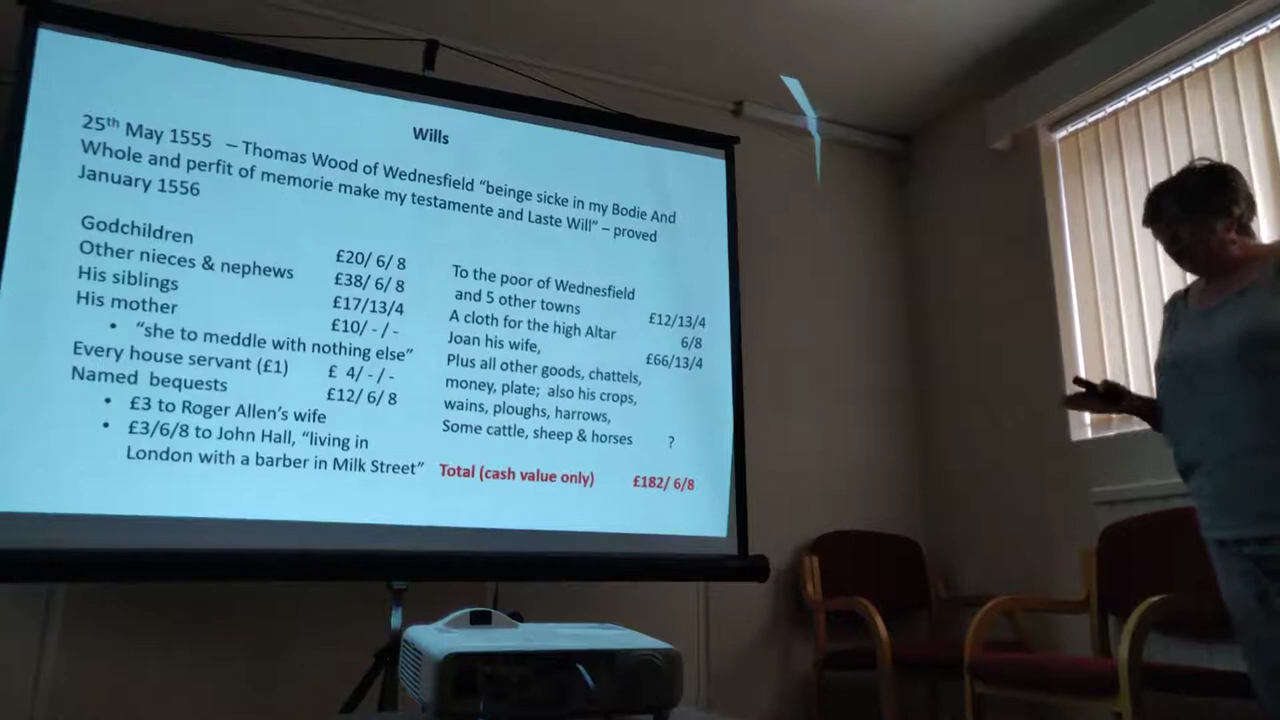 Wills
25th May 1555 – Thomas Wood of Wednesfield “beinge sicke in my Bodie And
Whole and perfit of memorie make my testamente and Laste Will” – proved
January 1556
Godchildren £20/ 6/ 8
Other nieces & nephews £38/ 6/ 8
His siblings £17/13/4
His mother £10/ - / -
• “she to meddle with nothing else”
Every house servant (£1) £ 4/ - / -
Named bequests £12/ 6/ 8
• £3 to Roger Allen’s wife
• £3/6/8 to John Hall, “living in
London with a barber in Milk Street”
To the poor of Wednesfield
and 5 other towns £12/13/4
A cloth for the high Altar 6/8
Joan his wife, £66/13/4
Plus all other goods, chattels,
money, plate; also his crops,
wains, ploughs, harrows,
Some cattle, sheep & horses ?
Total (cash value only) £182/ 6/8